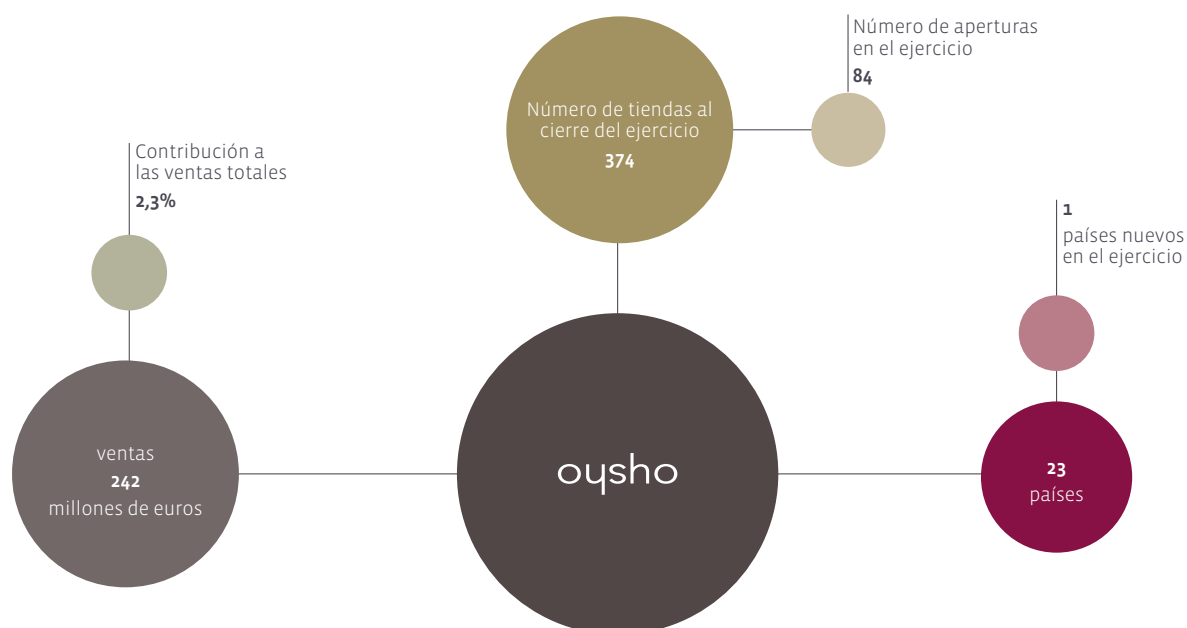 Número de aperturas
en el ejercicio
84
Número de tiendas al
cierre del ejercicio
374
Contribución a
las ventas totales
2,3%
1
países nuevos
en el ejercicio
ventas
242
millones de euros
oysho
23
países